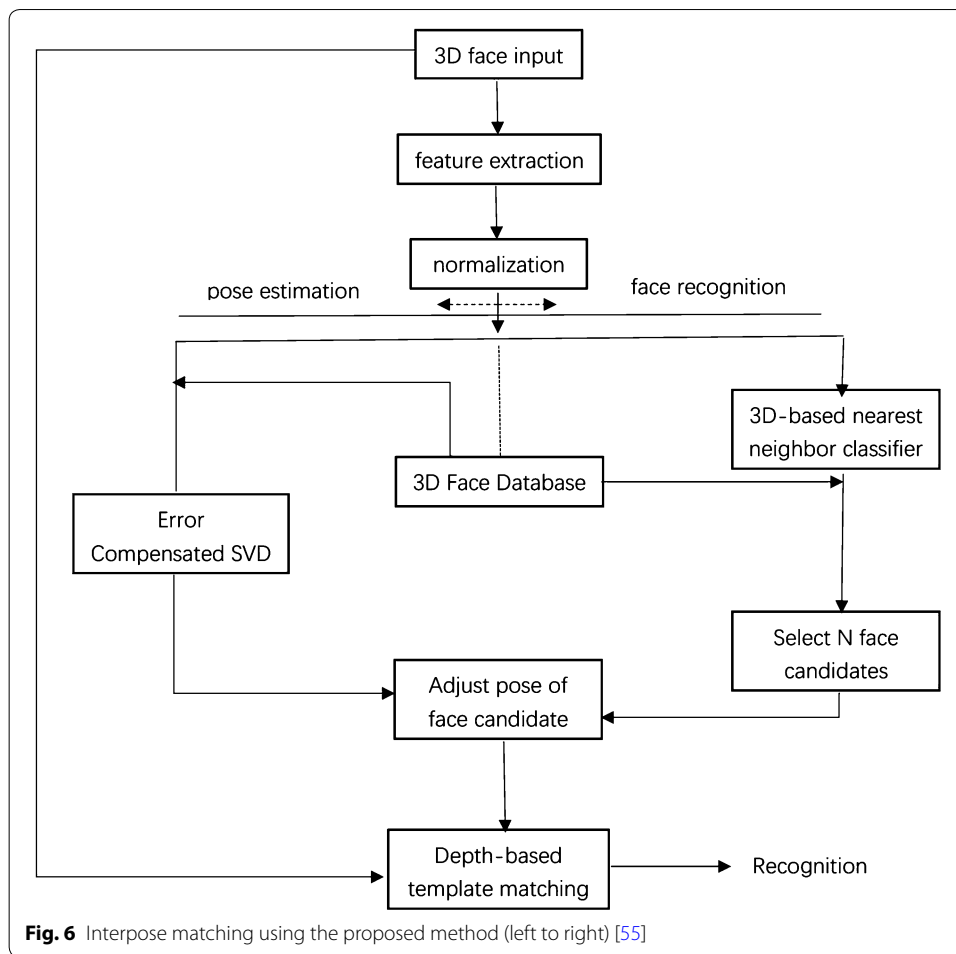 3D face input
feature extraction
normalization
pose estimation
face recognition
3D-based nearest
neighbor classifier
3D Face Database
Error
Compensated SVD
Select N face
candidates
Adjust pose of
face candidate
Depth-based
template matching
Recognition
Fig. 6 Interpose matching using the proposed method (left to right) [55]